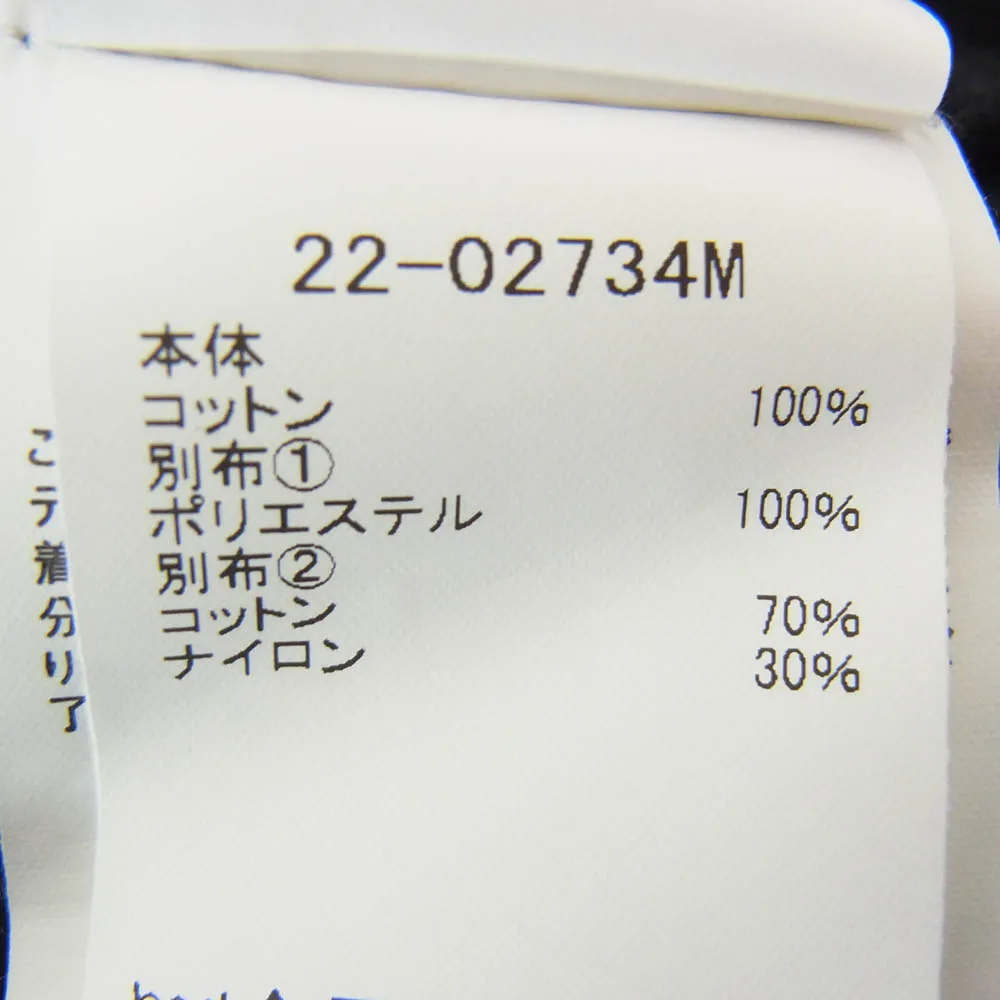 22-02734M
本体
コットン 100%
別布①
ポリエステル 100%
別布②
コットン 70%
ナイロン 30%
こ
テ
着
分
り
了